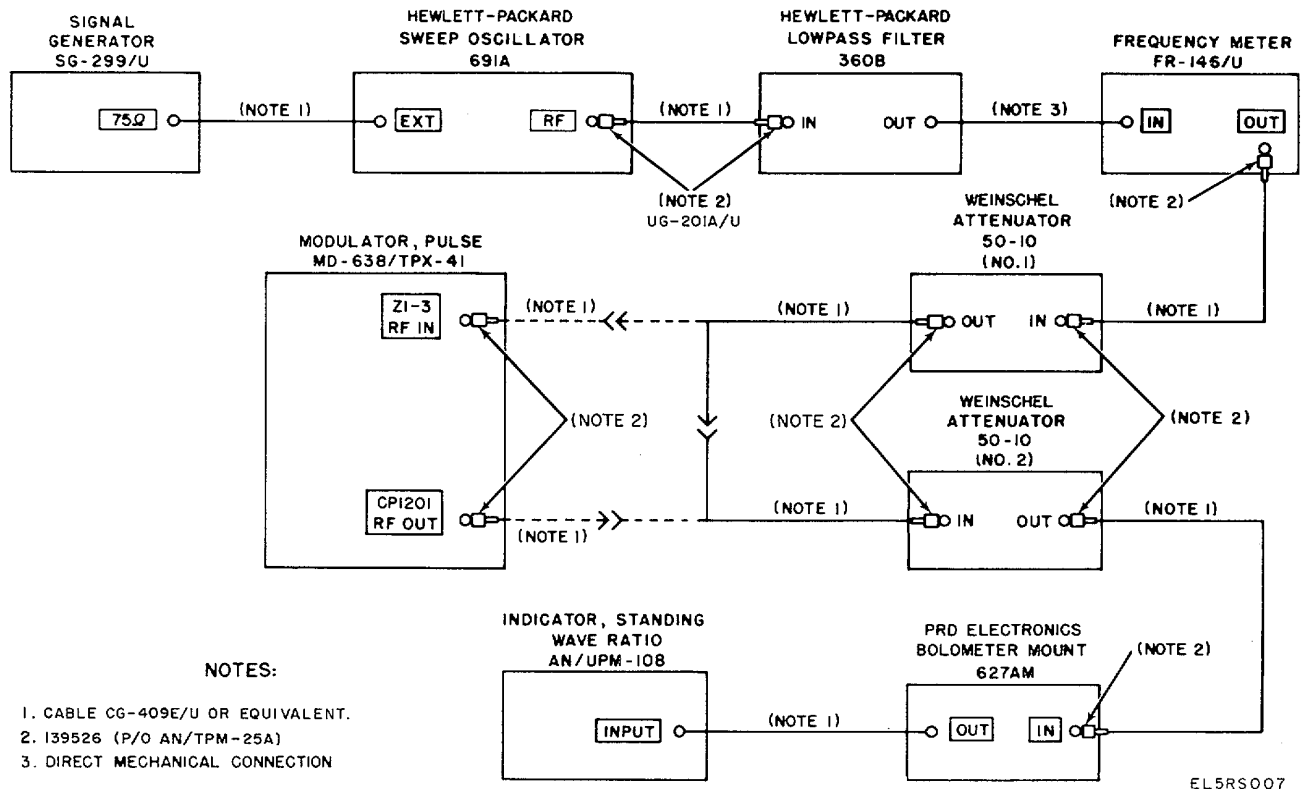 SIGNAL
GENERATOR
SG-299/U
HEWLETT-PACKARD
SWEEP OSCILLATOR
691A
HEWLETT-PACKARD
LOWPASS FILTER
360B
FREQUENCY METER
FR-146/U
75Ω
(NOTE 1)
EXT
RF
(NOTE 1)
IN
OUT
(NOTE 3)
IN
OUT
(NOTE 2)
UG-201A/U
(NOTE 2)
MODULATOR, PULSE
MD-638/TPX-41
WEINSCHEL
ATTENUATOR
50-10
(NO.1)
Z1-3
RF IN
(NOTE 1)
(NOTE 1)
OUT
IN
(NOTE 1)
(NOTE 2)
(NOTE 2)
WEINSCHEL
ATTENUATOR
50-10
(NO. 2)
(NOTE 2)
CP1201
RF OUT
(NOTE 1)
(NOTE 1)
IN
OUT
(NOTE 1)
INDICATOR, STANDING
WAVE RATIO
AN/UPM-108
PRD ELECTRONICS
BOLOMETER MOUNT
627AM
(NOTE 2)
INPUT
(NOTE 1)
OUT
IN
NOTES:
1. CABLE CG-409E/U OR EQUIVALENT.
2. 139526 (P/O AN/TPM-25A)
3. DIRECT MECHANICAL CONNECTION
EL5RS007